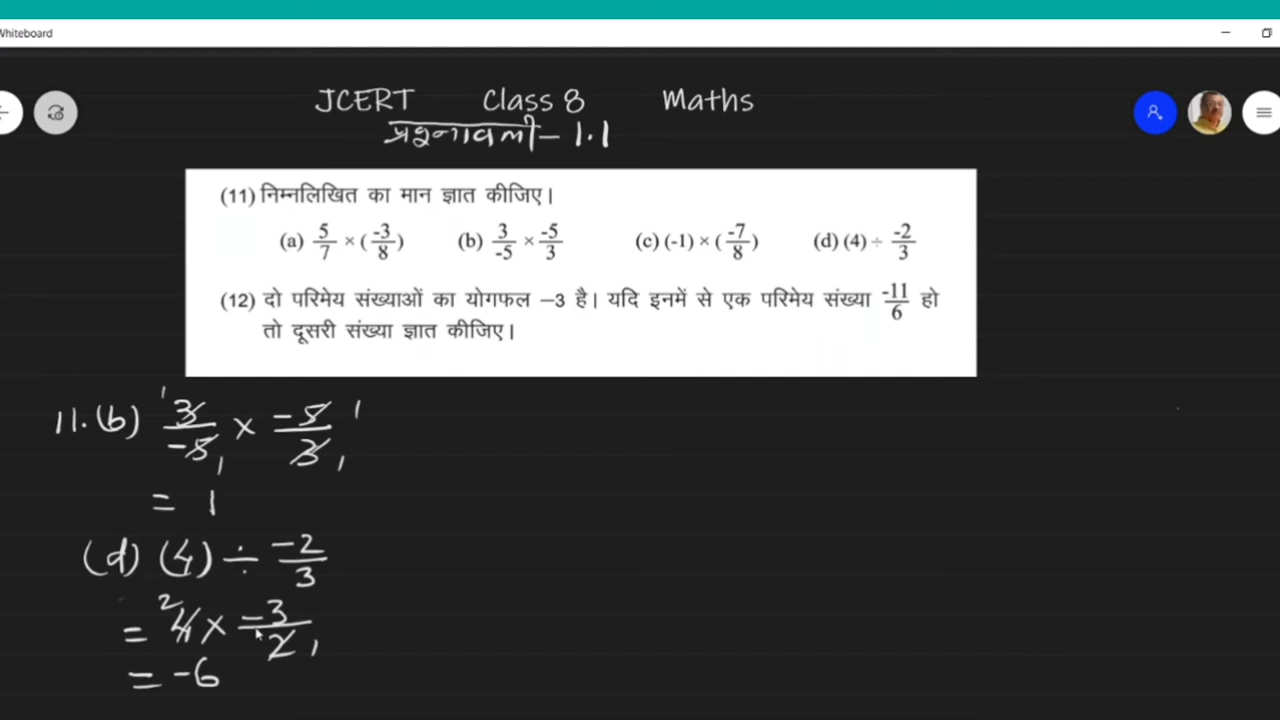 Whiteboard
JCERT Class 8 Maths
प्रश्नावली - 1.1
(11) निम्नलिखित का मान ज्ञात कीजिए।
(a) 5/7 × (-3/8) (b) 3/-5 × -5/3 (c) (-1) × (-7/8) (d) (4) ÷ -2/3
(12) दो परिमेय संख्याओं का योगफल –3 है। यदि इनमें से एक परिमेय संख्या -11/6 हो
तो दूसरी संख्या ज्ञात कीजिए।
11. (b) 3/-5 × -5/3
= 1
(d) (4) ÷ -2/3
= 4 × -3/2
= -6